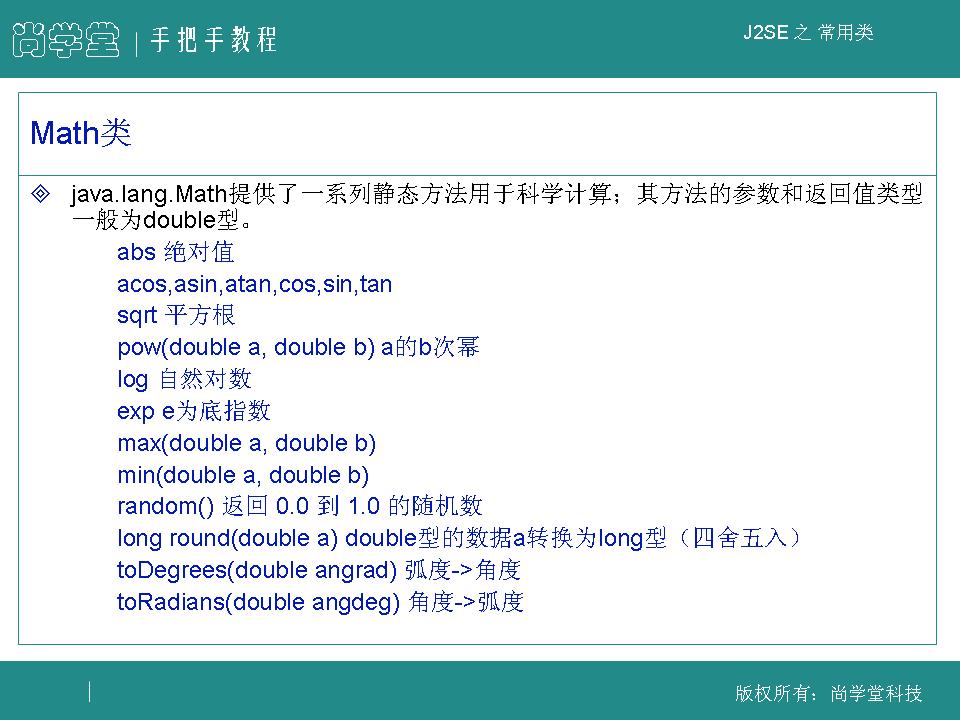 尚学堂 | 手把手教程
J2SE 之 常用类
Math类
java.lang.Math提供了一系列静态方法用于科学计算；其方法的参数和返回值类型
一般为double型。
abs 绝对值
acos,asin,atan,cos,sin,tan
sqrt 平方根
pow(double a, double b) a的b次幂
log 自然对数
exp e为底指数
max(double a, double b)
min(double a, double b)
random() 返回 0.0 到 1.0 的随机数
long round(double a) double型的数据a转换为long型（四舍五入）
toDegrees(double angrad) 弧度->角度
toRadians(double angdeg) 角度->弧度
版权所有：尚学堂科技